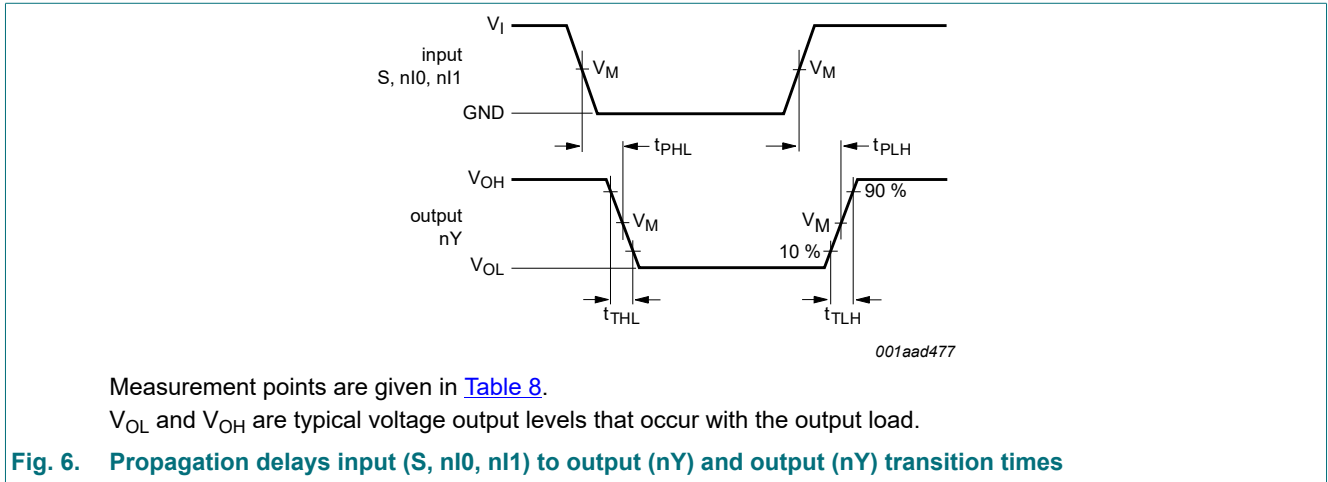 V_I
input
S, nI0, nI1
V_M
V_M
GND
t_PHL
t_PLH
V_OH
90 %
output
nY
V_M
V_M
10 %
V_OL
t_THL
t_TLH
001aad477
Measurement points are given in Table 8.
V_OL and V_OH are typical voltage output levels that occur with the output load.
Fig. 6. Propagation delays input (S, nI0, nI1) to output (nY) and output (nY) transition times